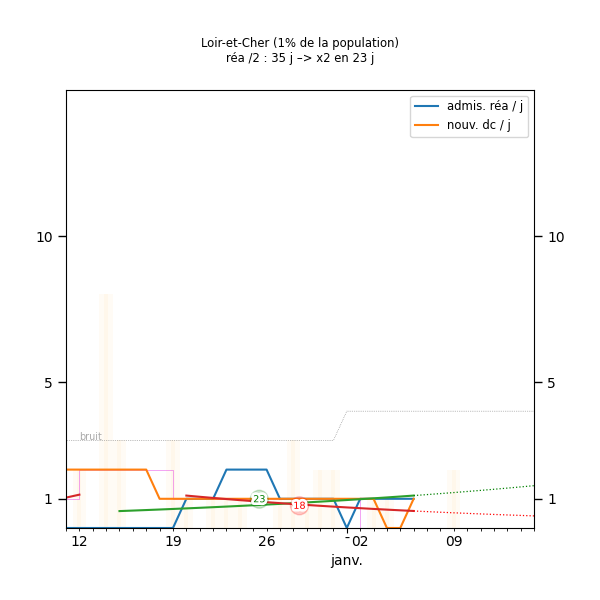 Loir-et-Cher (1% de la population)
réa /2 : 35 j –> x2 en 23 j
admis. réa / j
nouv. dc / j
10
10
5
5
bruit
1
1
23
18
12
19
26
02
09
janv.